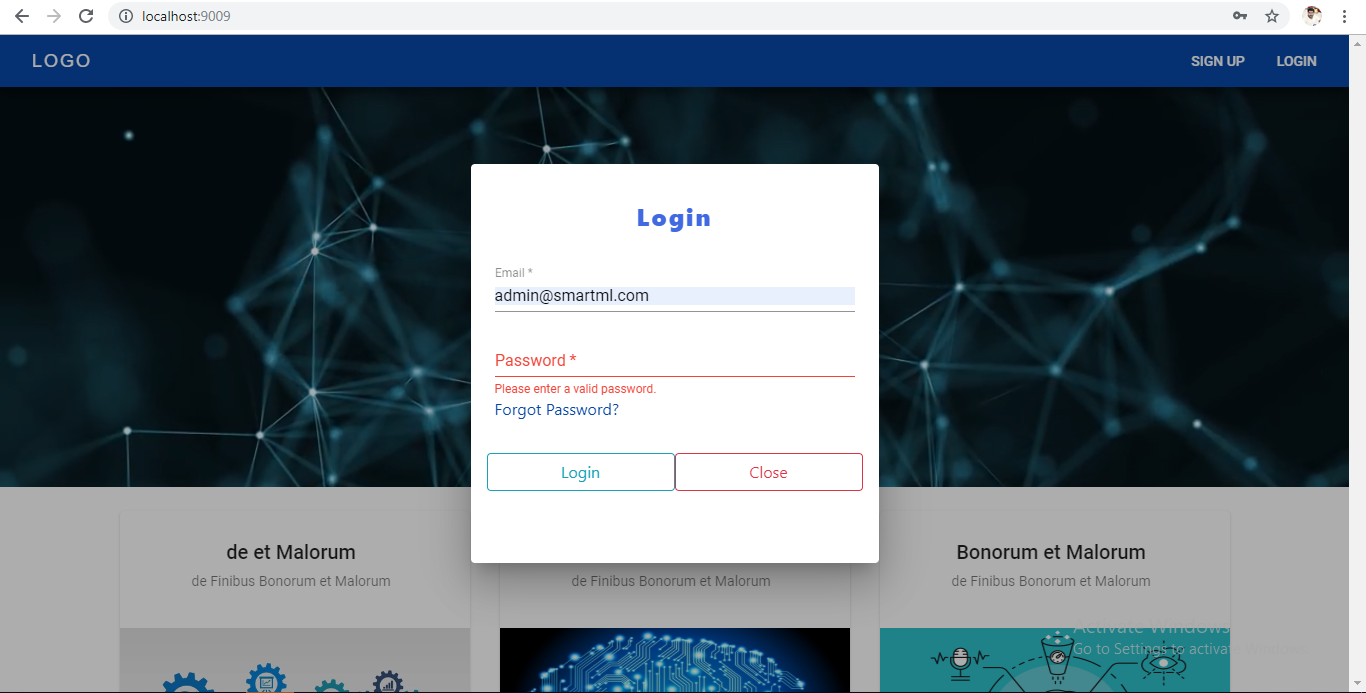 localhost:9009
LOGO
SIGN UP
LOGIN
Login
Email *
admin@smartml.com
Password *
Please enter a valid password.
Forgot Password?
Login
Close
de et Malorum
de Finibus Bonorum et Malorum
de Finibus Bonorum et Malorum
Bonorum et Malorum
de Finibus Bonorum et Malorum
Activate Windows
Go to Settings to activate Windows.